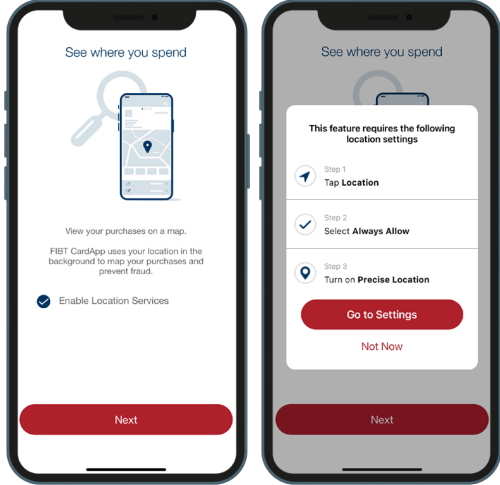 See where you spend
View your purchases on a map.
FIBT CardApp uses your location in the
background to map your purchases and
prevent fraud.
Enable Location Services
Next
See where you spend
This feature requires the following
location settings
Step 1
Tap Location
Step 2
Select Always Allow
Step 3
Turn on Precise Location
Go to Settings
Not Now
Next